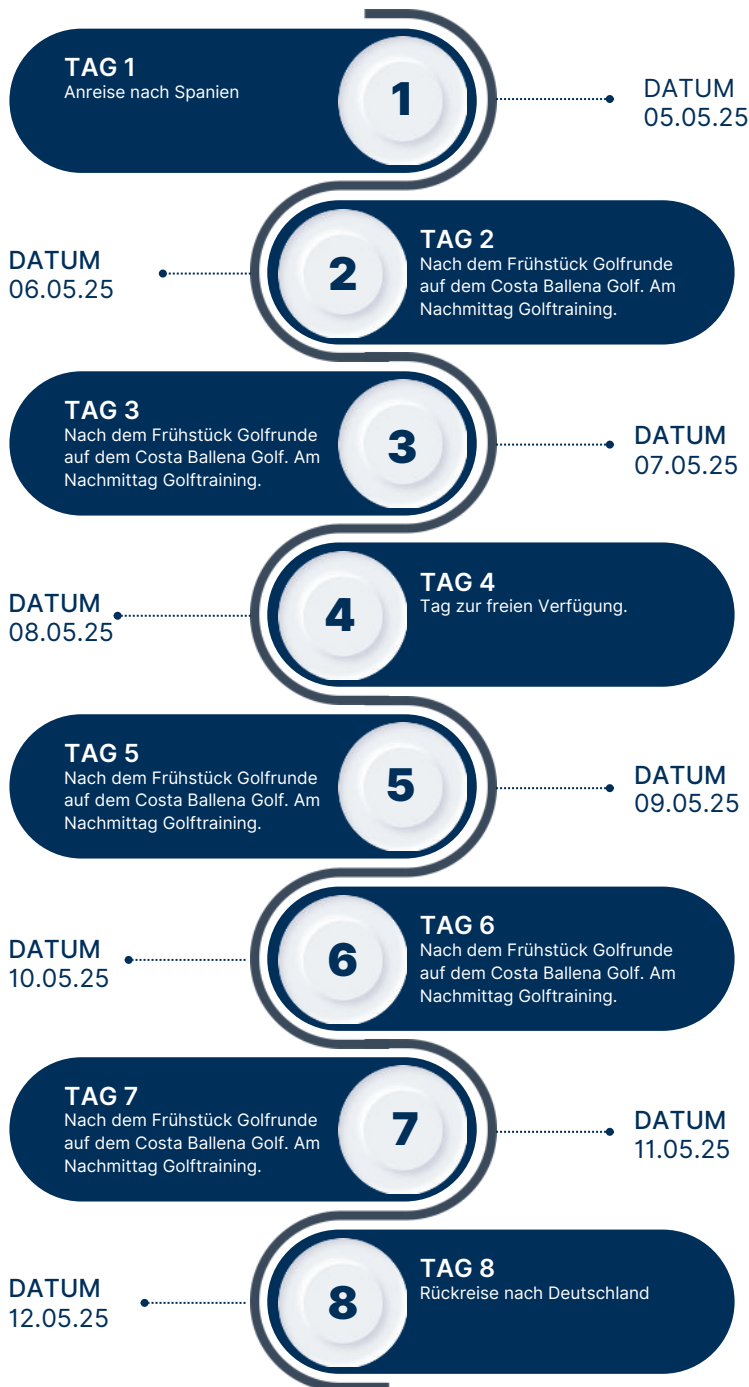 TAG 1
Anreise nach Spanien
1
DATUM
05.05.25
DATUM
06.05.25
2
TAG 2
Nach dem Frühstück Golfrunde
auf dem Costa Ballena Golf. Am
Nachmittag Golftraining.
TAG 3
Nach dem Frühstück Golfrunde
auf dem Costa Ballena Golf. Am
Nachmittag Golftraining.
3
DATUM
07.05.25
DATUM
08.05.25
4
TAG 4
Tag zur freien Verfügung.
TAG 5
Nach dem Frühstück Golfrunde
auf dem Costa Ballena Golf. Am
Nachmittag Golftraining.
5
DATUM
09.05.25
DATUM
10.05.25
6
TAG 6
Nach dem Frühstück Golfrunde
auf dem Costa Ballena Golf. Am
Nachmittag Golftraining.
TAG 7
Nach dem Frühstück Golfrunde
auf dem Costa Ballena Golf. Am
Nachmittag Golftraining.
7
DATUM
11.05.25
DATUM
12.05.25
8
TAG 8
Rückreise nach Deutschland